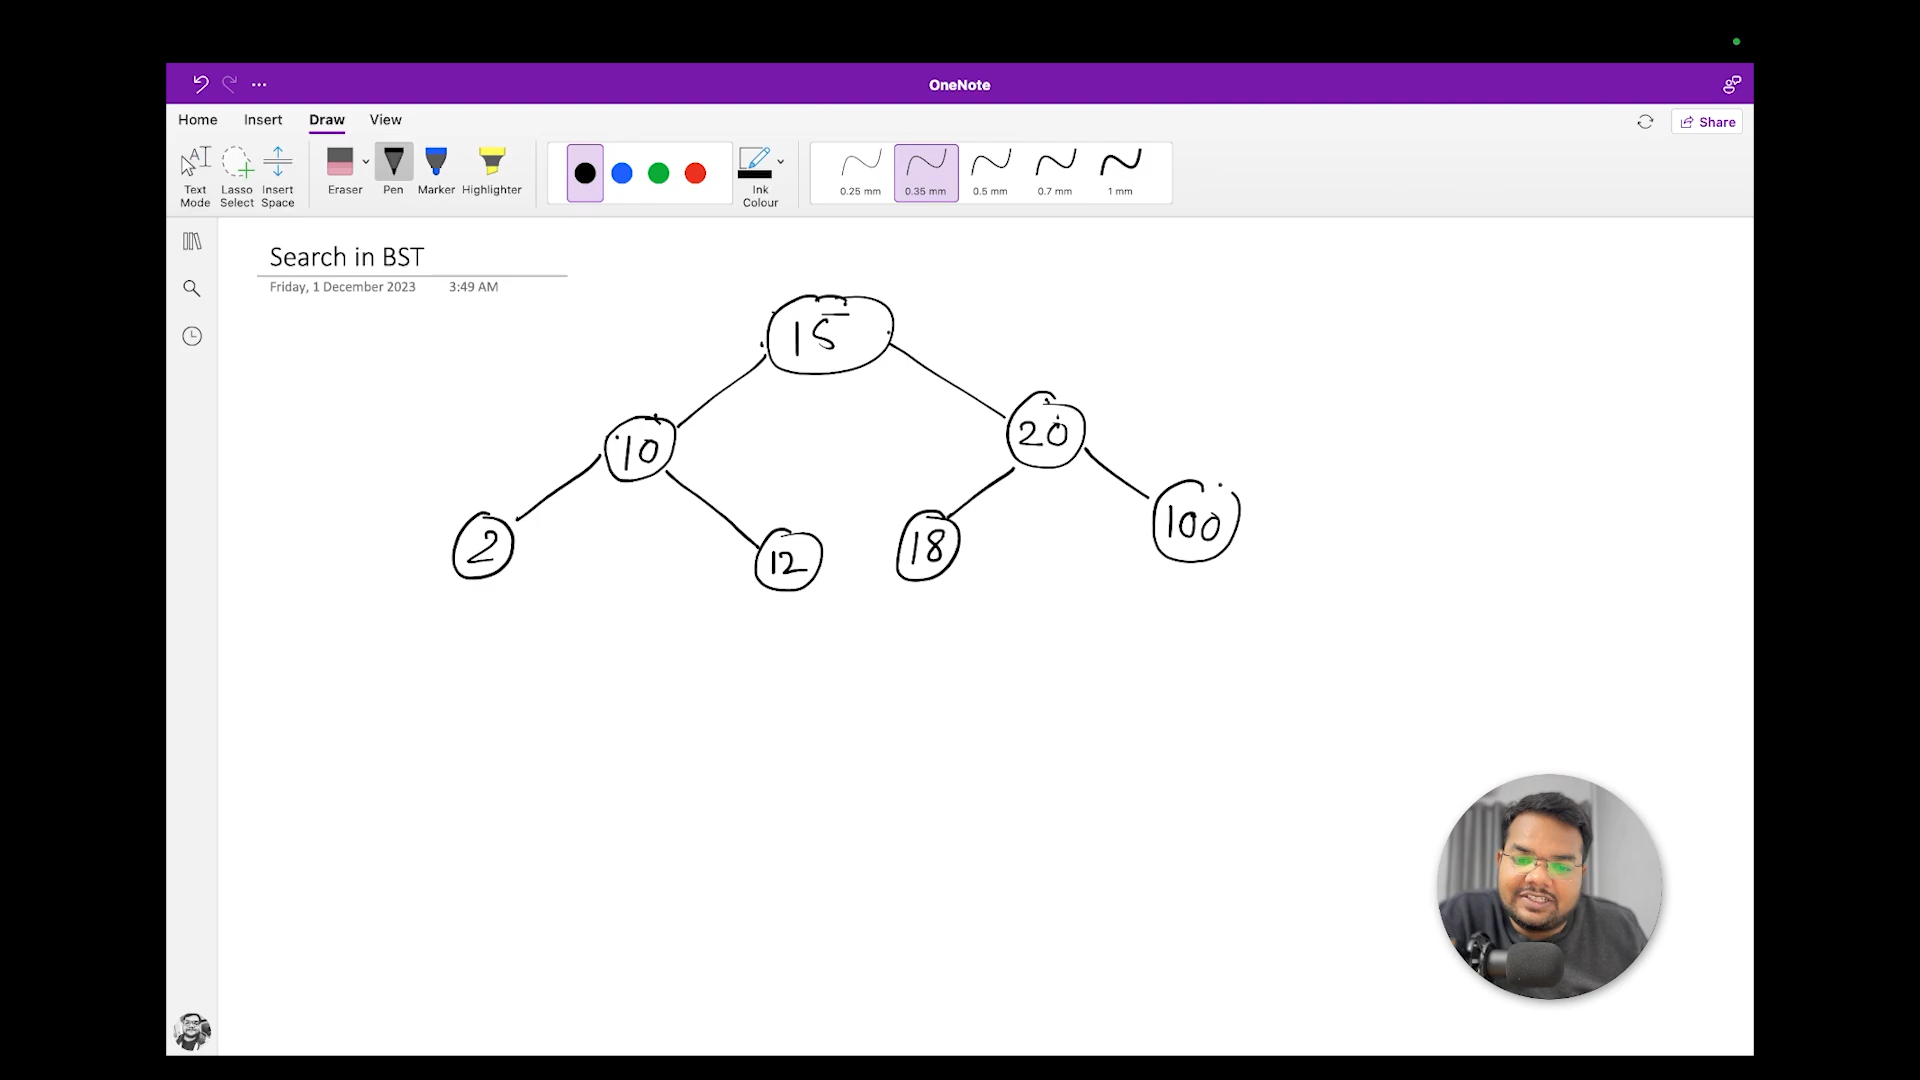 OneNote
Home Insert Draw View
Share
Text Mode
Lasso Select
Insert Space
Eraser
Pen
Marker
Highlighter
Ink Colour
0.25 mm
0.35 mm
0.5 mm
0.7 mm
1 mm
Search in BST
Friday, 1 December 2023 3:49 AM
15
10 20
2 12 18 100